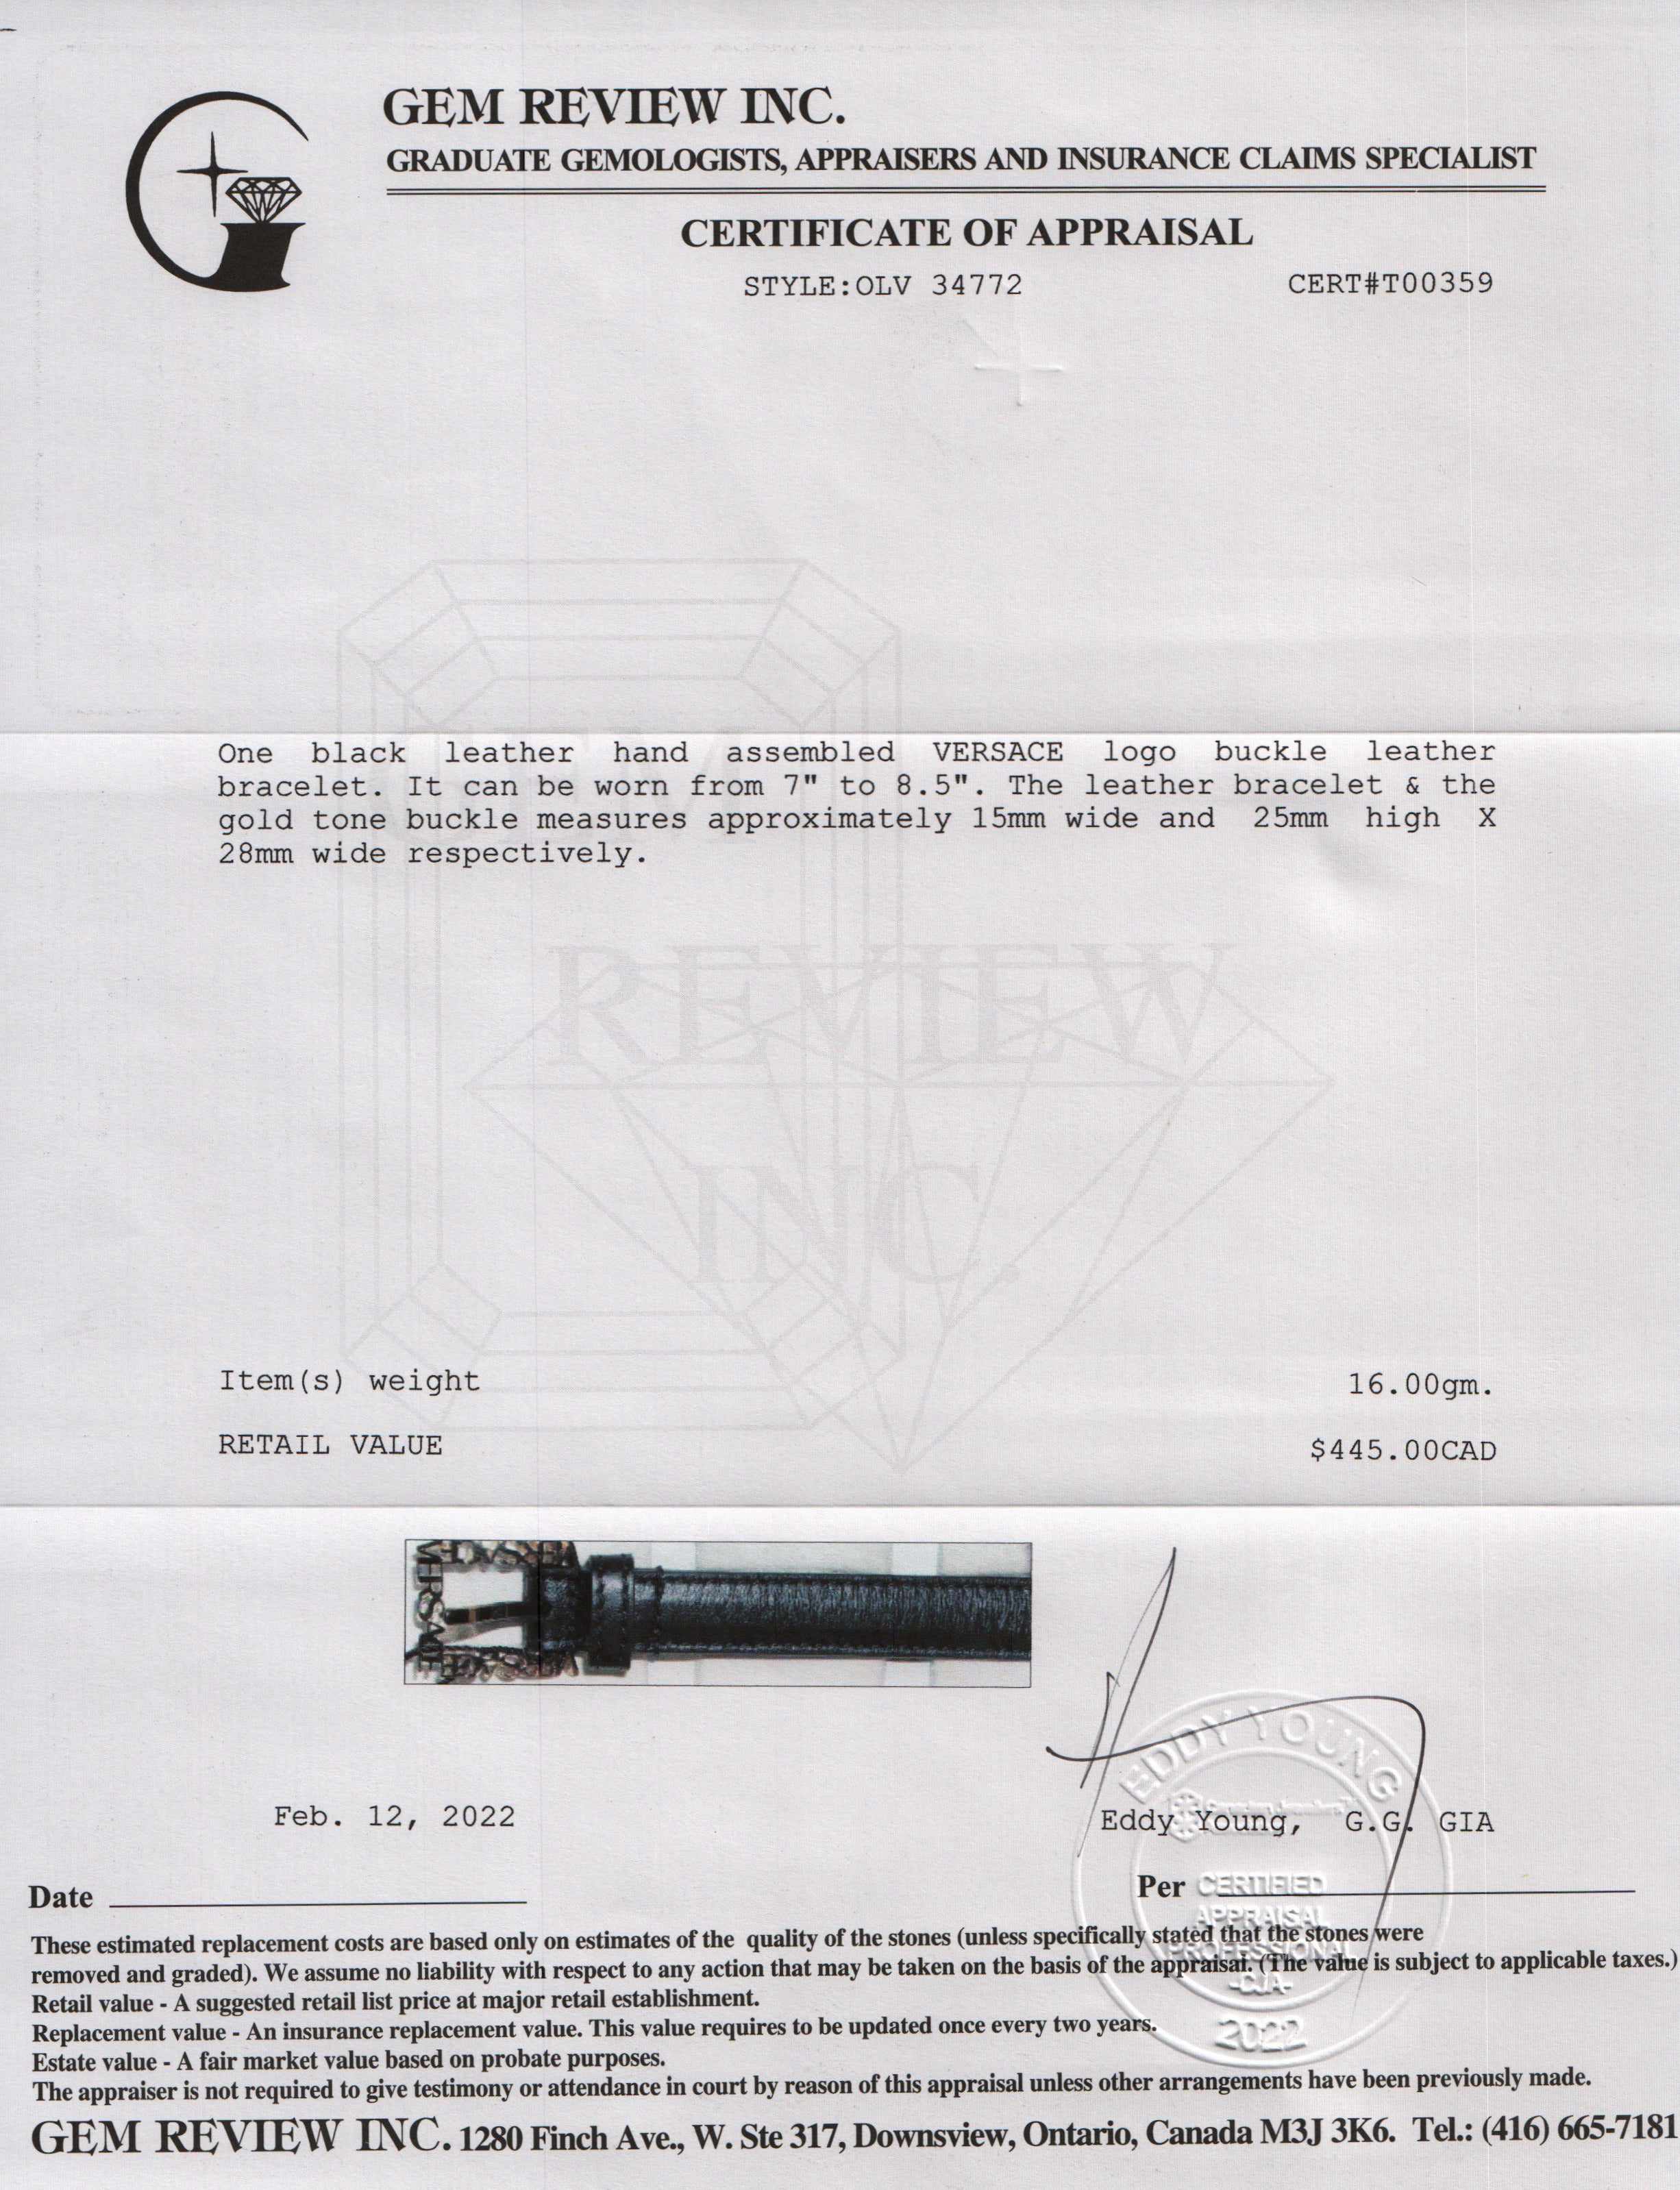 GEM REVIEW INC.
GRADUATE GEMOLOGISTS, APPRAISERS AND INSURANCE CLAIMS SPECIALIST
CERTIFICATE OF APPRAISAL
STYLE:OLV 34772 CERT#T00359
One black leather hand assembled VERSACE logo buckle leather
bracelet. It can be worn from 7" to 8.5". The leather bracelet & the
gold tone buckle measures approximately 15mm wide and 25mm high X
28mm wide respectively.
REVIEW
INC.
Item(s) weight 16.00gm.
RETAIL VALUE $445.00CAD
VERSACE
EDDY YOUNG
Feb. 12, 2022
Eddy Young, G.G. GIA
Date
Per
CERTIFIED
APPRAISAL
PROFESSIONAL
-CJA-
2022
These estimated replacement costs are based only on estimates of the quality of the stones (unless specifically stated that the stones were
removed and graded). We assume no liability with respect to any action that may be taken on the basis of the appraisal. (The value is subject to applicable taxes.)
Retail value - A suggested retail list price at major retail establishment.
Replacement value - An insurance replacement value. This value requires to be updated once every two years.
Estate value - A fair market value based on probate purposes.
The appraiser is not required to give testimony or attendance in court by reason of this appraisal unless other arrangements have been previously made.
GEM REVIEW INC. 1280 Finch Ave., W. Ste 317, Downsview, Ontario, Canada M3J 3K6. Tel.: (416) 665-7181